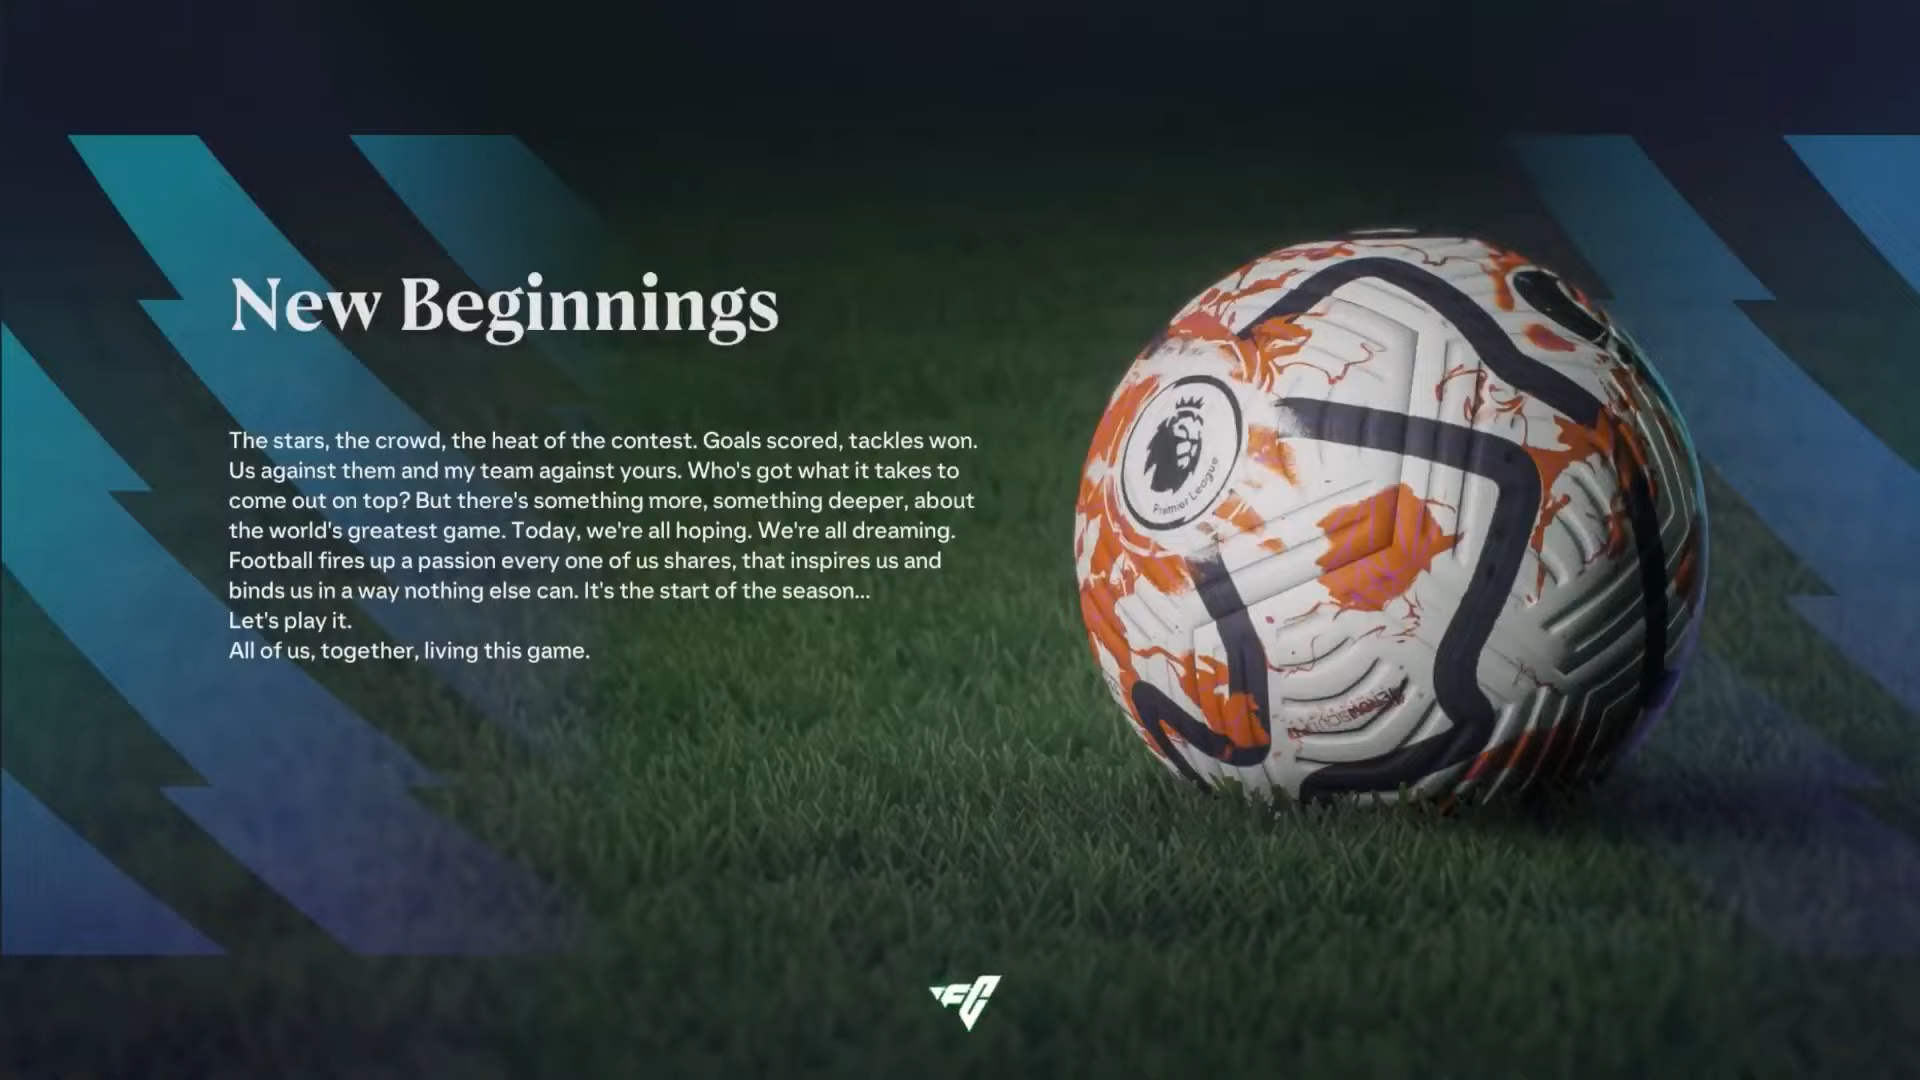 New Beginnings
The stars, the crowd, the heat of the contest. Goals scored, tackles won.
Us against them and my team against yours. Who's got what it takes to
come out on top? But there's something more, something deeper, about
the world's greatest game. Today, we're all hoping. We're all dreaming.
Football fires up a passion every one of us shares, that inspires us and
binds us in a way nothing else can. It's the start of the season...
Let's play it.
All of us, together, living this game.
Premier League
FC